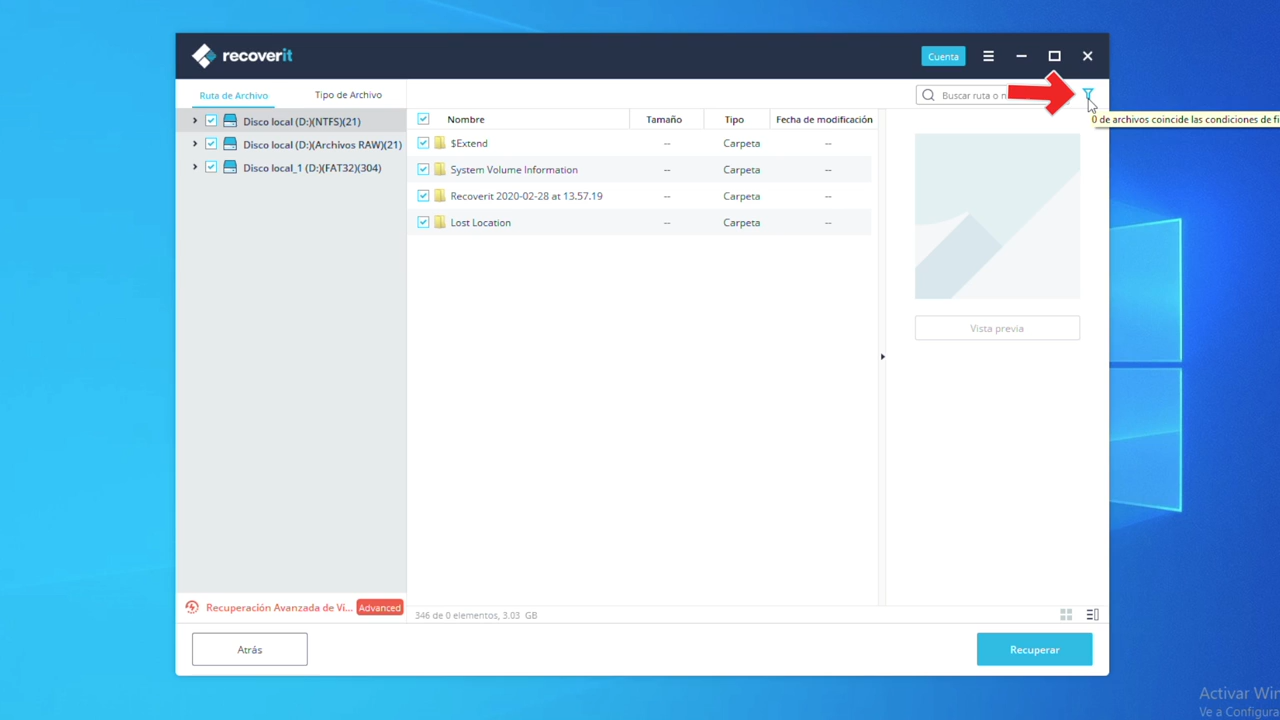 recoverit
Cuenta
Ruta de Archivo
Tipo de Archivo
Buscar ruta o
0 de archivos coincide las condiciones de
Disco local (D:)(NTFS)(21)
Disco local (D:)(Archivos RAW)(21)
Disco local_1 (D:)(FAT32)(304)
Nombre
Tamaño
Tipo
Fecha de modificación
$Extend -- Carpeta --
System Volume Information -- Carpeta --
Recoverit 2020-02-28 at 13.57.19 -- Carpeta --
Lost Location -- Carpeta --
Vista previa
Recuperación Avanzada de Ví...
Advanced
346 de 0 elementos, 3.03 GB
Atrás
Recuperar
Activar Win
Ve a Configura